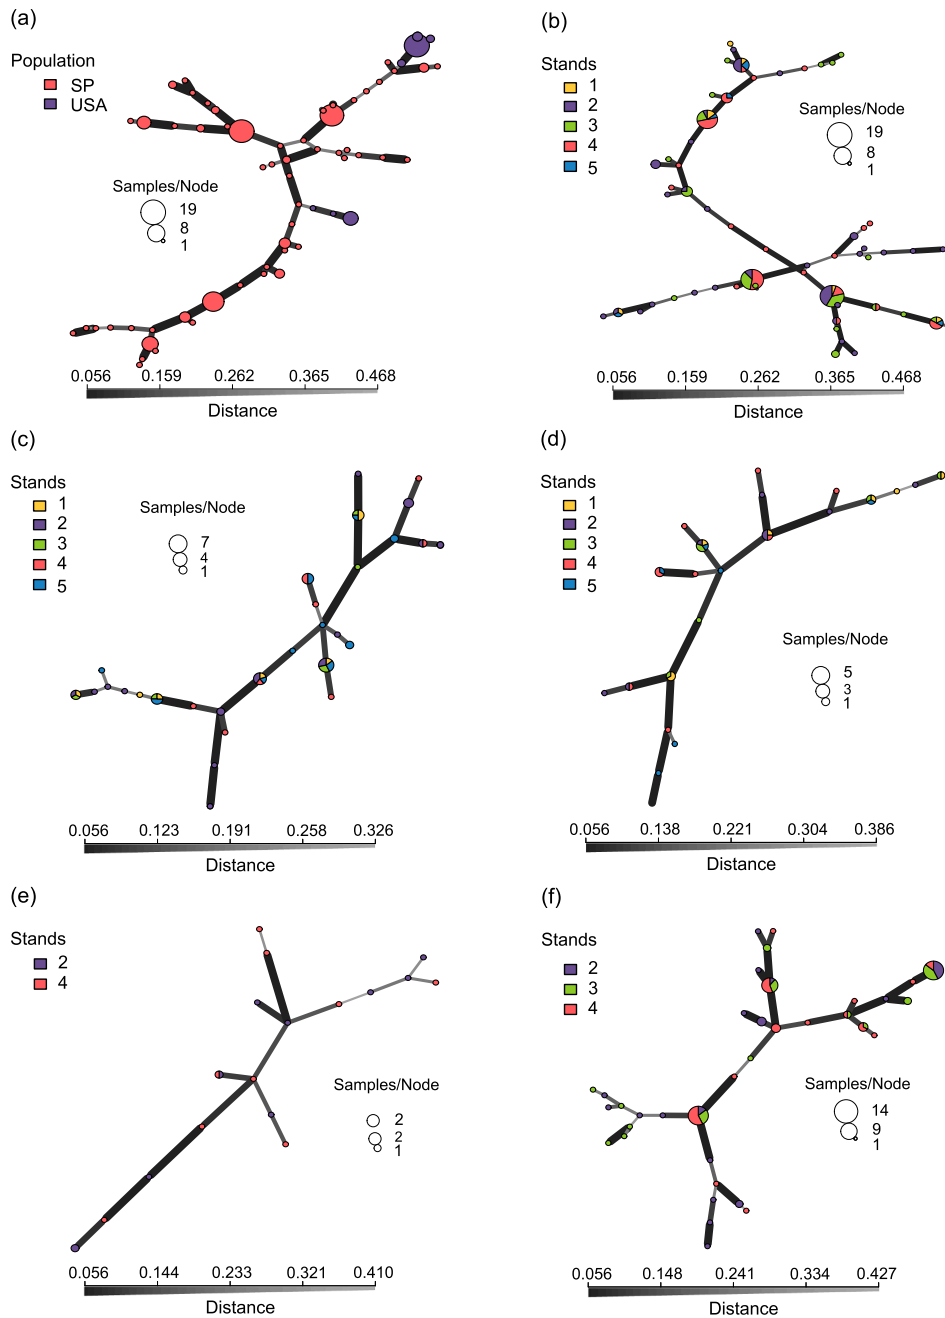 (a)
Population
SP
USA
Samples/Node
19
8
1
0.056 0.159 0.262 0.365 0.468
Distance
(b)
Stands
1
2
3
4
5
Samples/Node
19
8
1
0.056 0.159 0.262 0.365 0.468
Distance
(c)
Stands
1
2
3
4
5
Samples/Node
7
4
1
0.056 0.123 0.191 0.258 0.326
Distance
(d)
Stands
1
2
3
4
5
Samples/Node
5
3
1
0.056 0.138 0.221 0.304 0.386
Distance
(e)
Stands
2
4
Samples/Node
2
2
1
0.056 0.144 0.233 0.321 0.410
Distance
(f)
Stands
2
3
4
Samples/Node
14
9
1
0.056 0.148 0.241 0.334 0.427
Distance